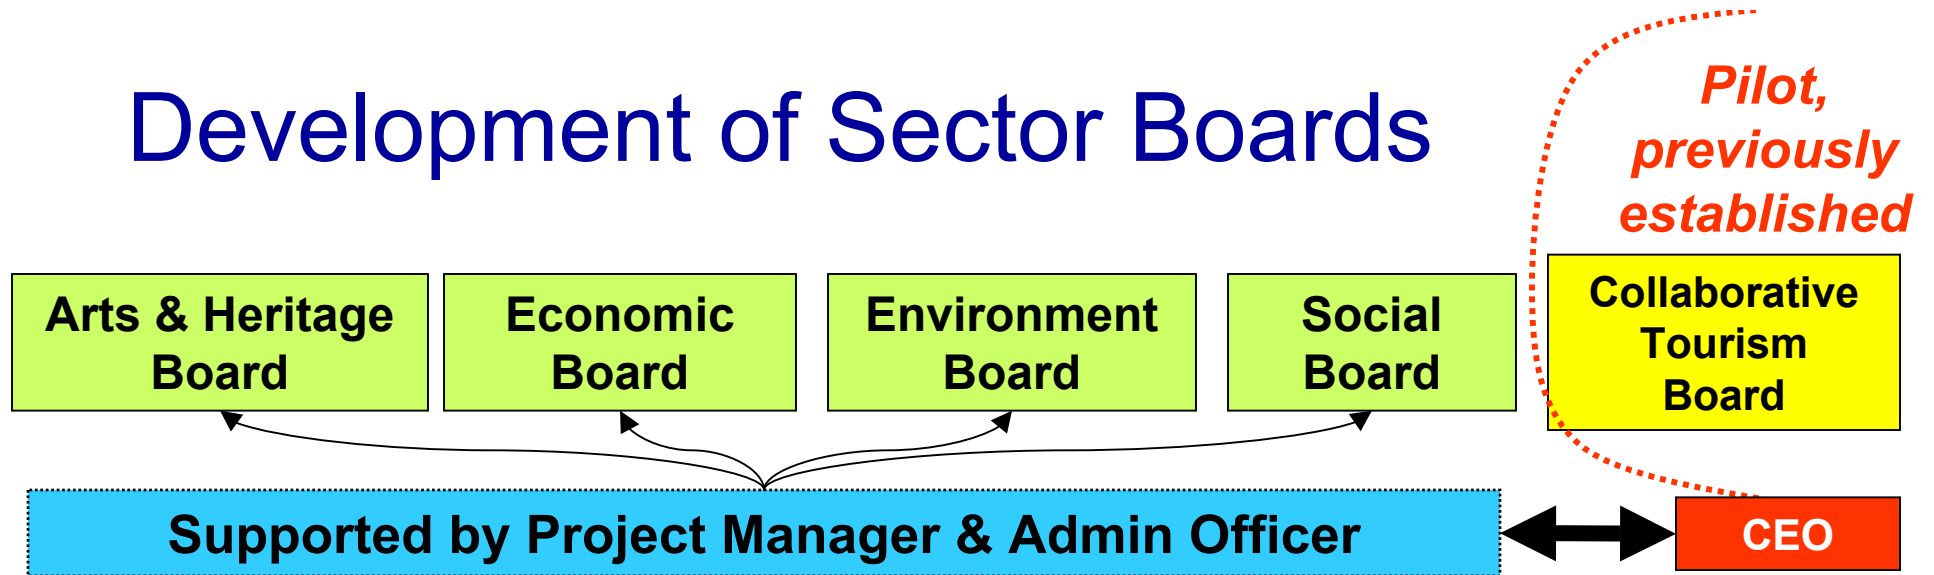 Development of Sector Boards
Pilot,
previously
established
Arts & Heritage
Board
Economic
Board
Environment
Board
Social
Board
Collaborative
Tourism
Board
Supported by Project Manager & Admin Officer
CEO